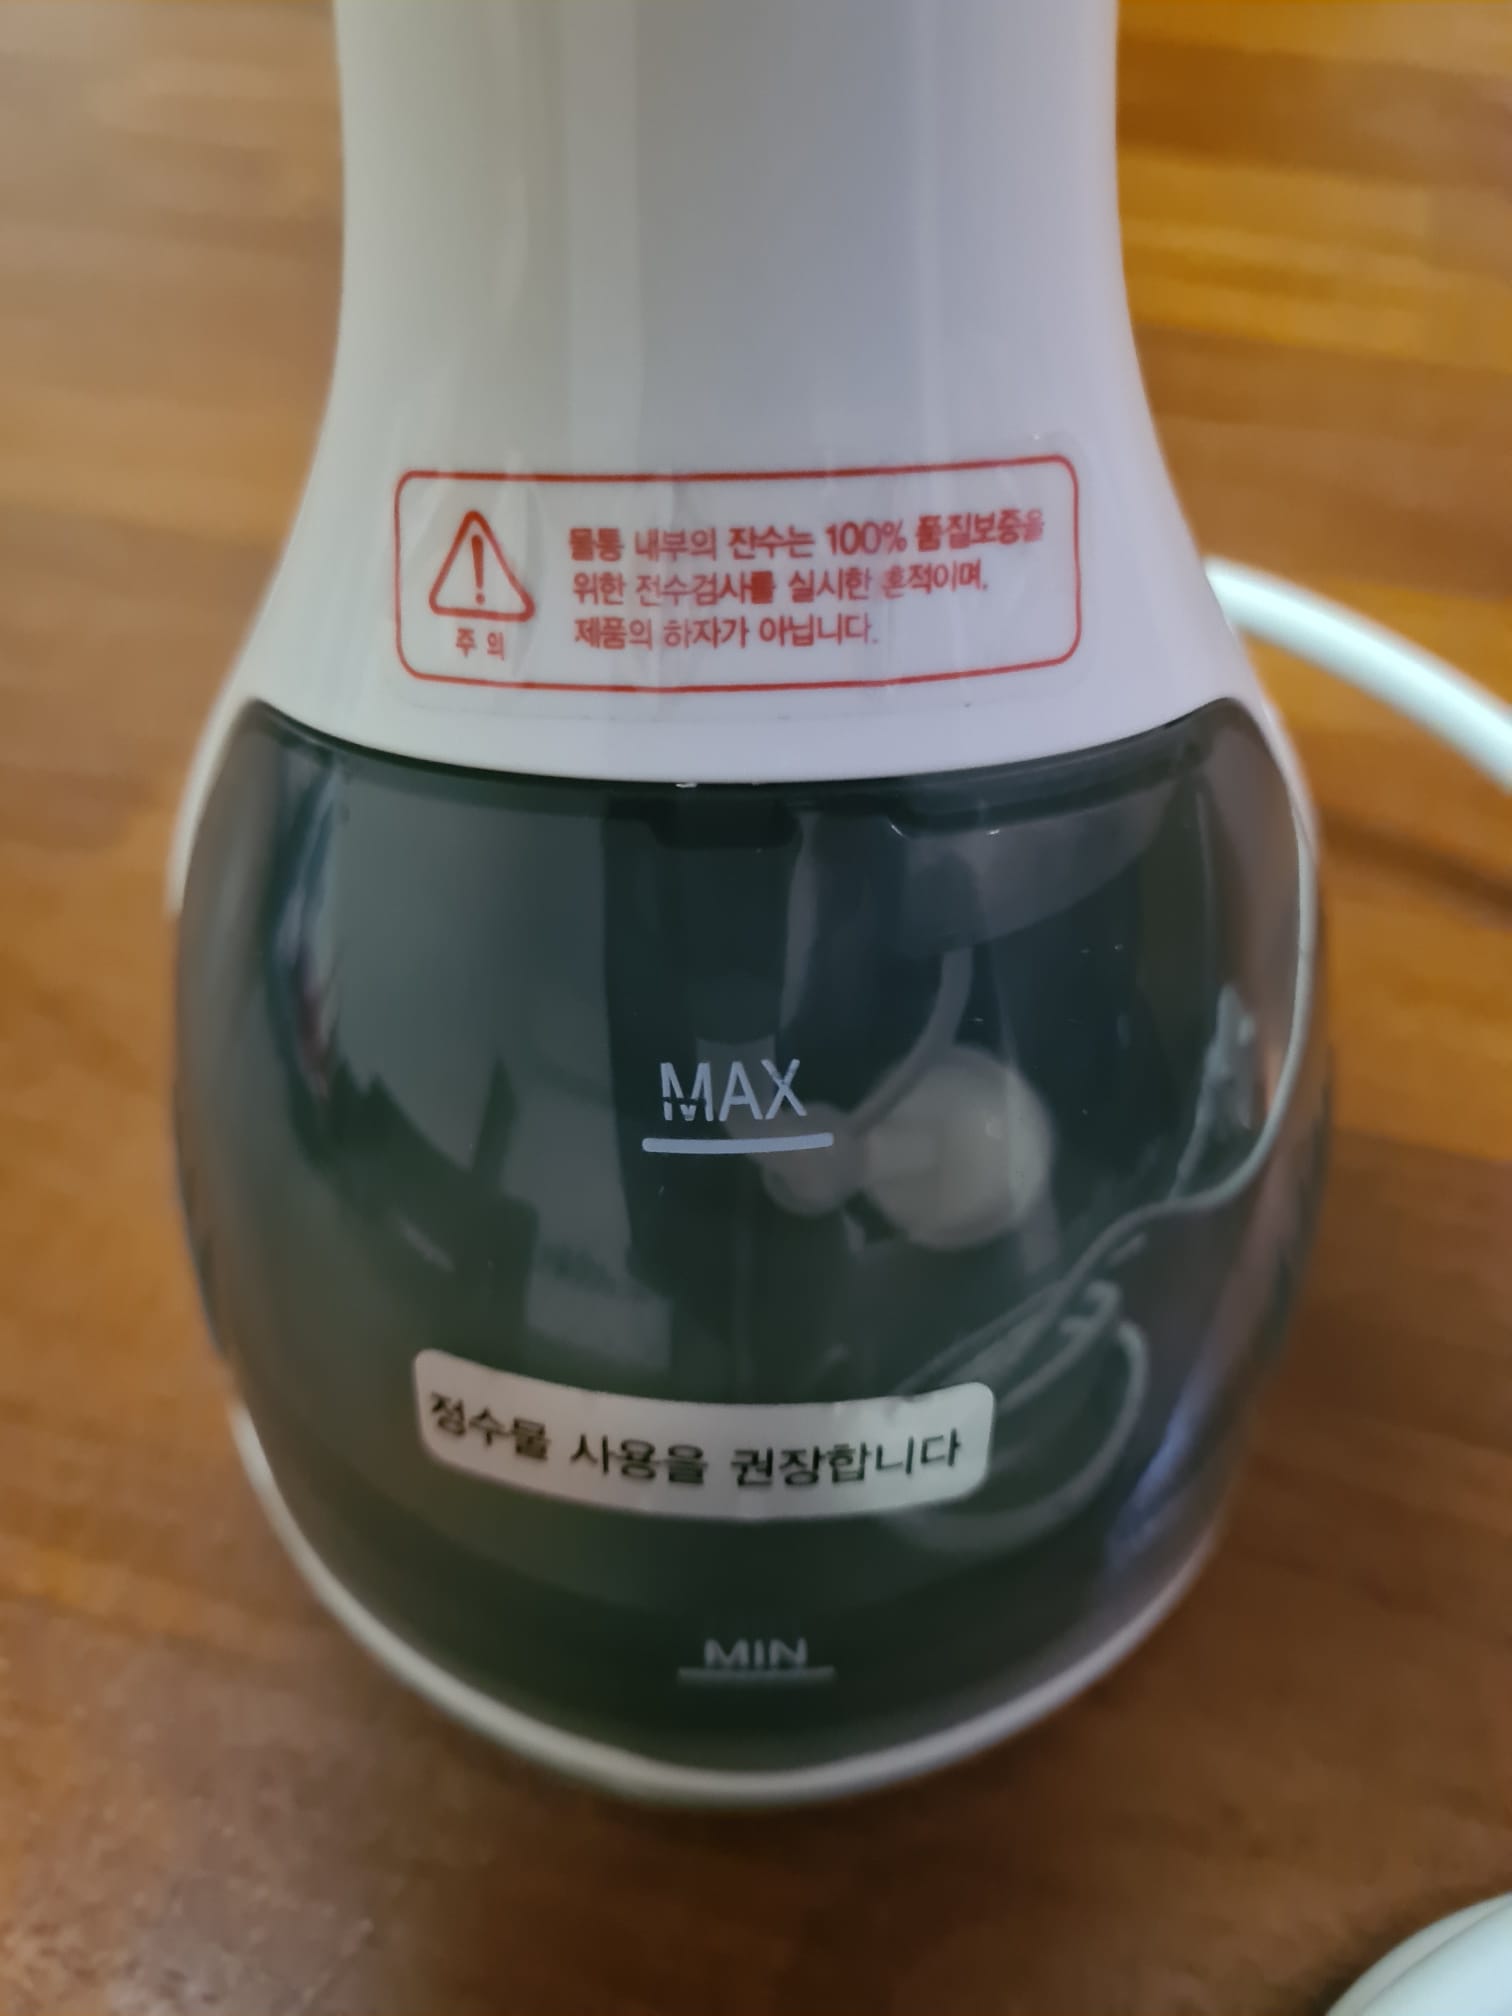 물통 내부의 잔수는 100% 품질보증을
위한 전수검사를 실시한 흔적이며,
제품의 하자가 아닙니다.
주의
MAX
정수물 사용을 권장합니다
MIN